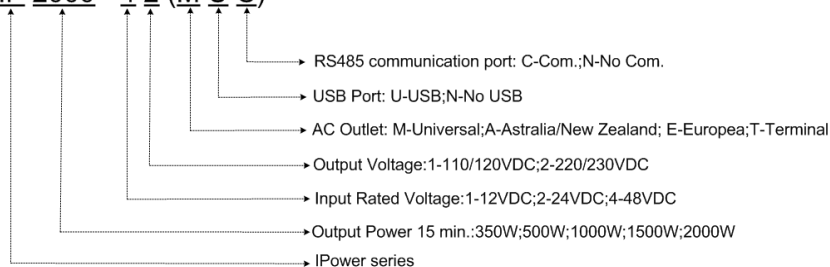 RS485 communication port: C-Com.;N-No Com.
USB Port: U-USB;N-No USB
AC Outlet: M-Universal;A-Astralia/New Zealand; E-Europea;T-Terminal
Output Voltage:1-110/120VDC;2-220/230VDC
Input Rated Voltage:1-12VDC;2-24VDC;4-48VDC
Output Power 15 min.:350W;500W;1000W;1500W;2000W
IPower series